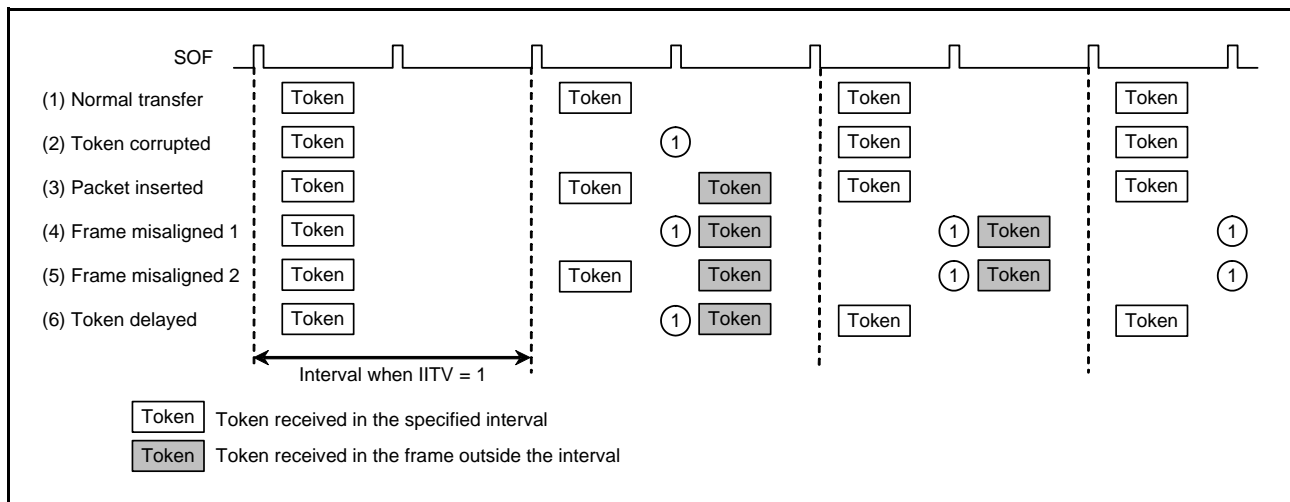 SOF
(1) Normal transfer Token Token Token Token
(2) Token corrupted Token 1 Token Token
(3) Packet inserted Token Token Token Token Token
(4) Frame misaligned 1 Token 1 Token 1 Token 1
(5) Frame misaligned 2 Token Token Token 1 Token 1
(6) Token delayed Token 1 Token Token Token
Interval when IITV = 1
Token Token received in the specified interval
Token Token received in the frame outside the interval